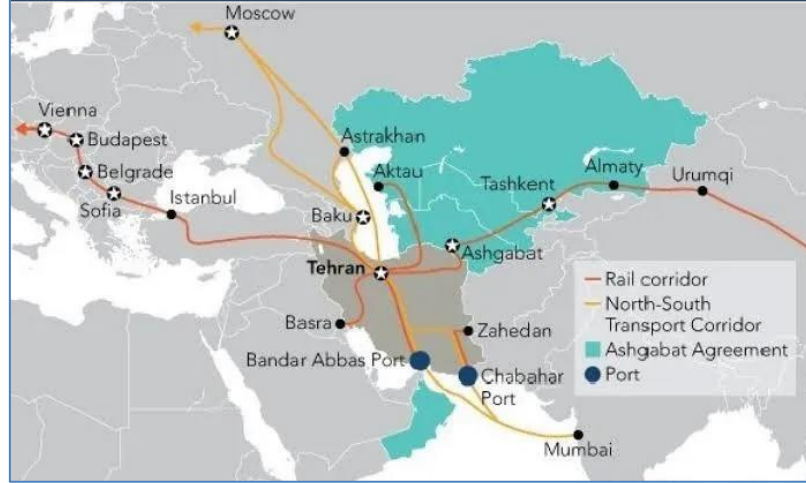 Moscow
Vienna
Budapest
Belgrade
Sofia
Istanbul
Astrakhan
Aktau
Baku
Tashkent
Almaty
Urumqi
Ashgabat
Tehran
Basra
Zahedan
Bandar Abbas Port
Chabahar
Port
Mumbai
Rail corridor
North-South
Transport Corridor
Ashgabat Agreement
Port